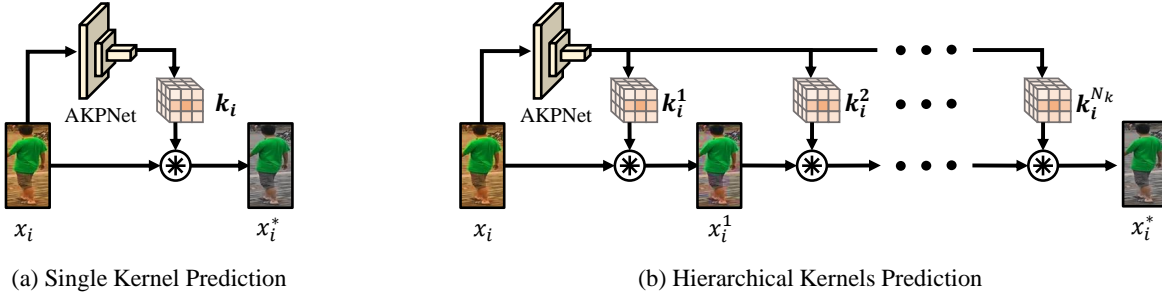 AKPNet
k_i
x_i
x_i^*
(a) Single Kernel Prediction
AKPNet
k_i^1
k_i^2
k_i^{N_k}
x_i
x_i^1
x_i^*
(b) Hierarchical Kernels Prediction